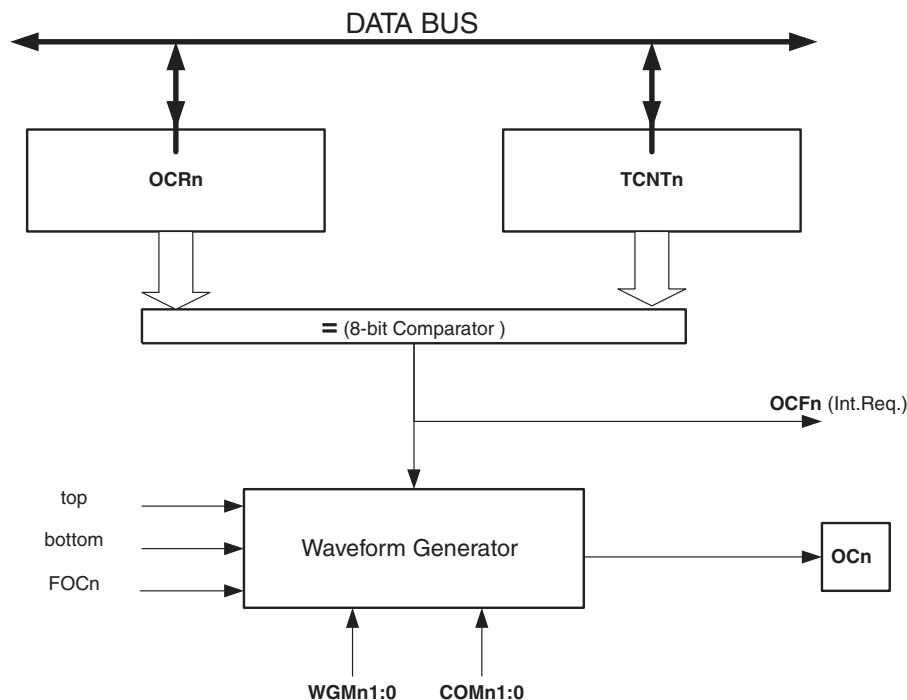 DATA BUS
OCRn
TCNTn
= (8-bit Comparator )
OCFn (Int.Req.)
top
bottom
FOCn
Waveform Generator
OCn
WGMn1:0
COMn1:0